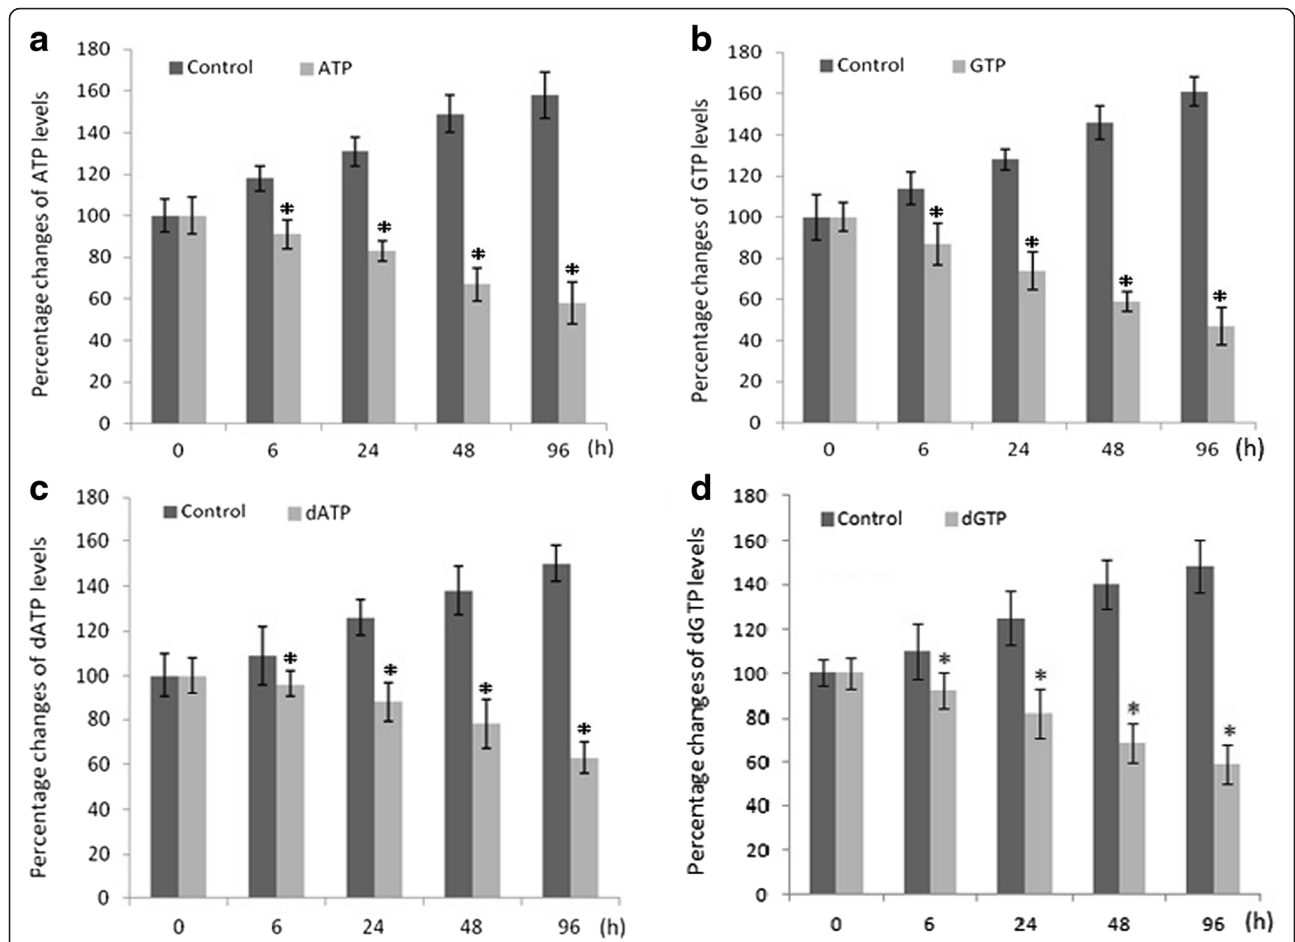 a
Percentage changes of ATP levels
Control ATP
180
160
140
120
100
80
60
40
20
0
* * * *
0 6 24 48 96 (h)
b
Percentage changes of GTP levels
Control GTP
180
160
140
120
100
80
60
40
20
0
* * * *
0 6 24 48 96 (h)
c
Percentage changes of dATP levels
Control dATP
180
160
140
120
100
80
60
40
20
0
* * * *
0 6 24 48 96 (h)
d
Percentage changes of dGTP levels
Control dGTP
180
160
140
120
100
80
60
40
20
0
* * * *
0 6 24 48 96 (h)